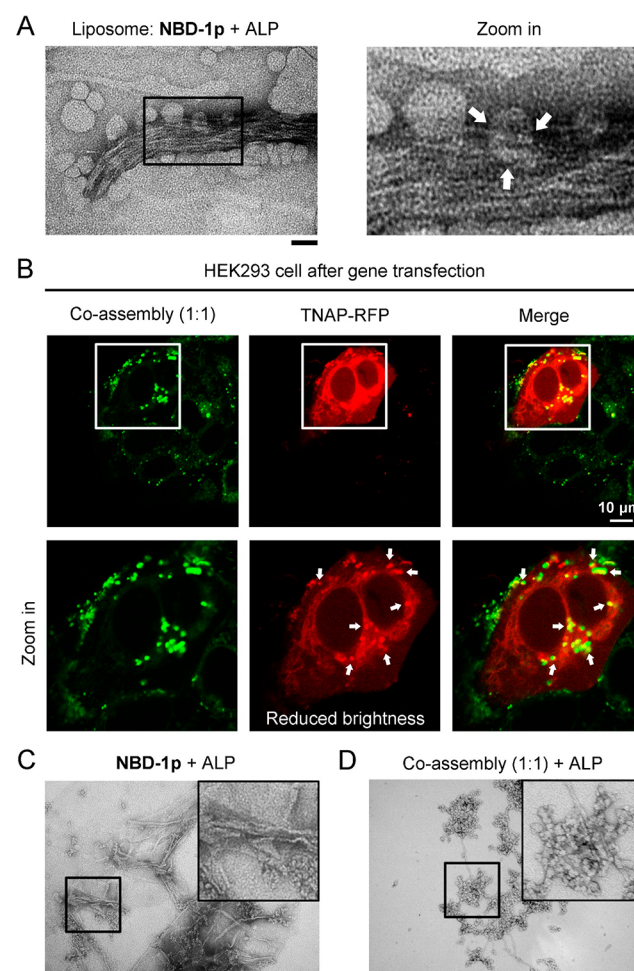 A
Liposome: NBD-1p + ALP
Zoom in
B
HEK293 cell after gene transfection
Co-assembly (1:1)
TNAP-RFP
Merge
10 μm
Zoom in
Reduced brightness
C
NBD-1p + ALP
D
Co-assembly (1:1) + ALP